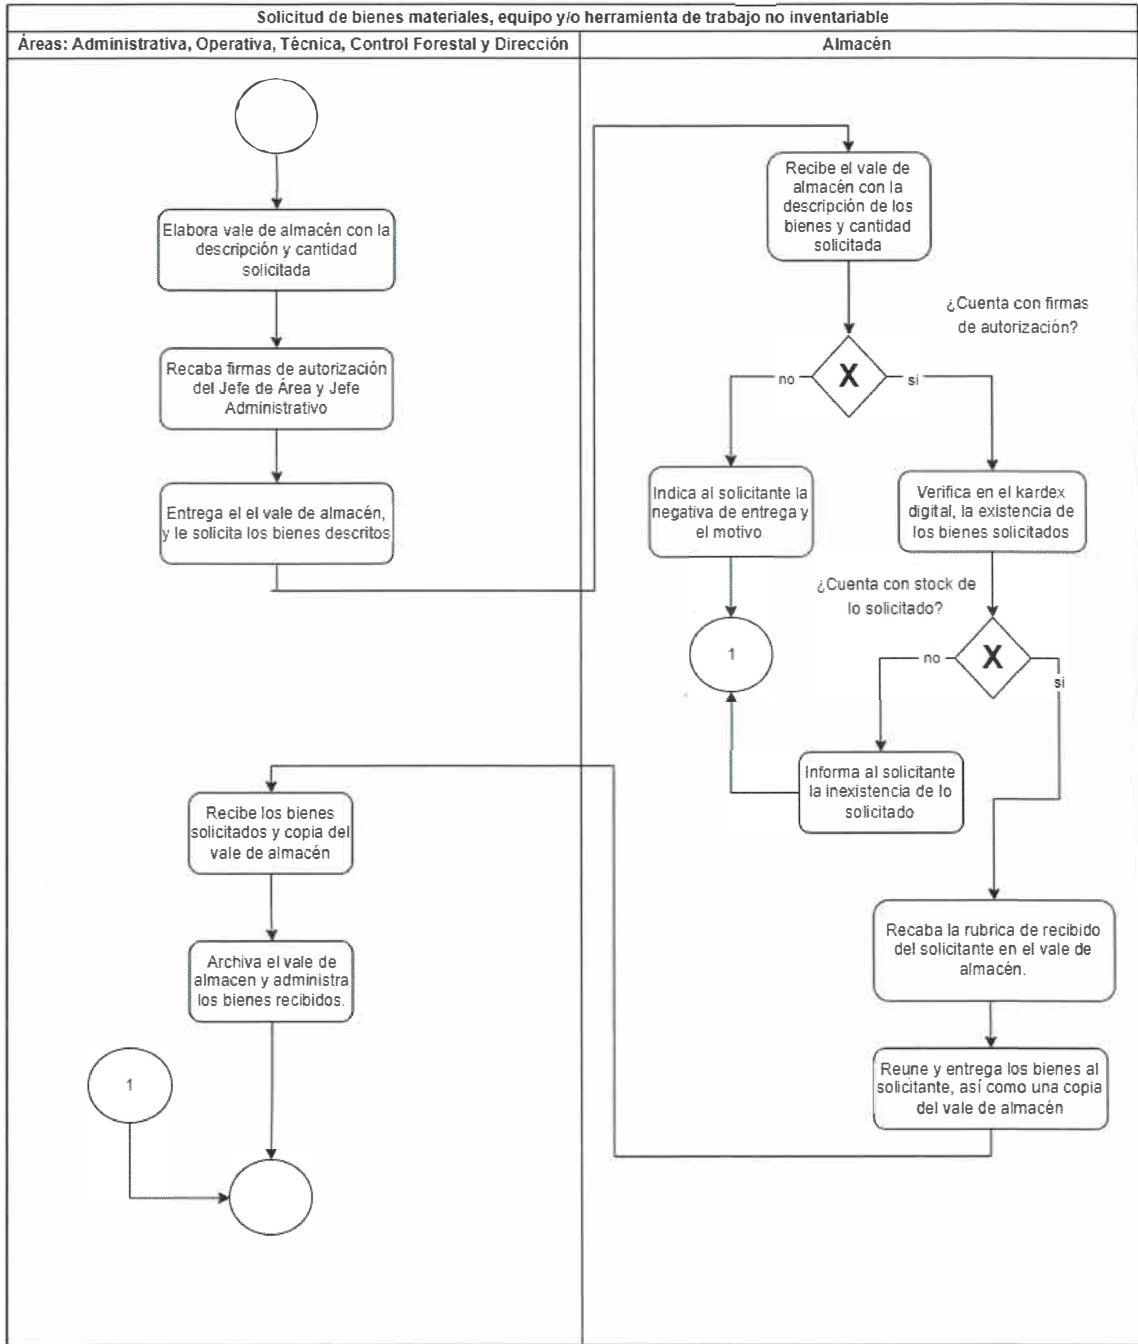 Solicitud de bienes materiales, equipo y/o herramienta de trabajo no inventariable
Áreas: Administrativa, Operativa, Técnica, Control Forestal y Dirección
Almacén
Elabora vale de almacén con la
descripción y cantidad
solicitada
Recaba firmas de autorización
del Jefe de Área y Jefe
Administrativo
Entrega el el vale de almacén,
y le solicita los bienes descritos
Recibe el vale de
almacén con la
descripción de los
bienes y cantidad
solicitada
¿Cuenta con firmas
de autorización?
no
X
si
Indica al solicitante la
negativa de entrega y
el motivo
Verifica en el kardex
digital, la existencia de
los bienes solicitados
¿Cuenta con stock de
lo solicitado?
1
no
X
si
Informa al solicitante
la inexistencia de lo
solicitado
Recibe los bienes
solicitados y copia del
vale de almacén
Recaba la rubrica de recibido
del solicitante en el vale de
almacén.
Archiva el vale de
almacen y administra
los bienes recibidos.
Reune y entrega los bienes al
solicitante, así como una copia
del vale de almacén
1